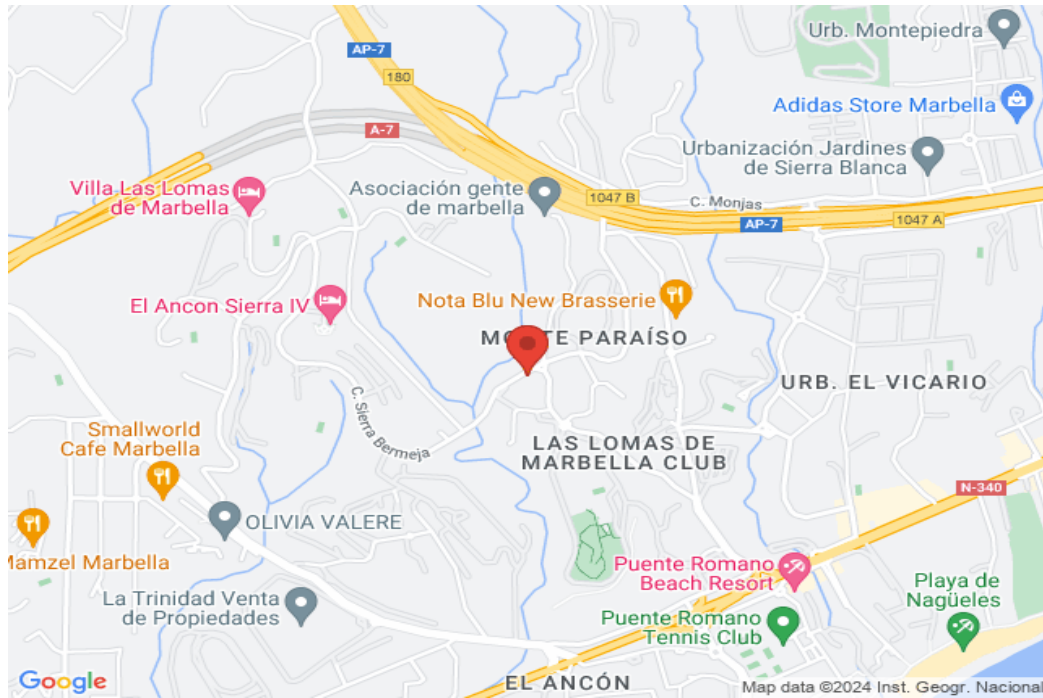 Urb. Montepiedra
AP-7
180
Adidas Store Marbella
A-7
Urbanización Jardines
de Sierra Blanca
Villa Las Lomas
de Marbella
Asociación gente
de marbella
1047 B
C. Monjas
AP-7
1047 A
El Ancon Sierra IV
Nota Blu New Brasserie
MONTE PARAÍSO
URB. EL VICARIO
C. Sierra Bermeja
Smallworld
Cafe Marbella
LAS LOMAS DE
MARBELLA CLUB
N-340
OLIVIA VALERE
Mamzel Marbella
Puente Romano
Beach Resort
Playa de
Nagüeles
La Trinidad Venta
de Propiedades
Puente Romano
Tennis Club
EL ANCÓN
Google
Map data ©2024 Inst. Geogr. Nacional